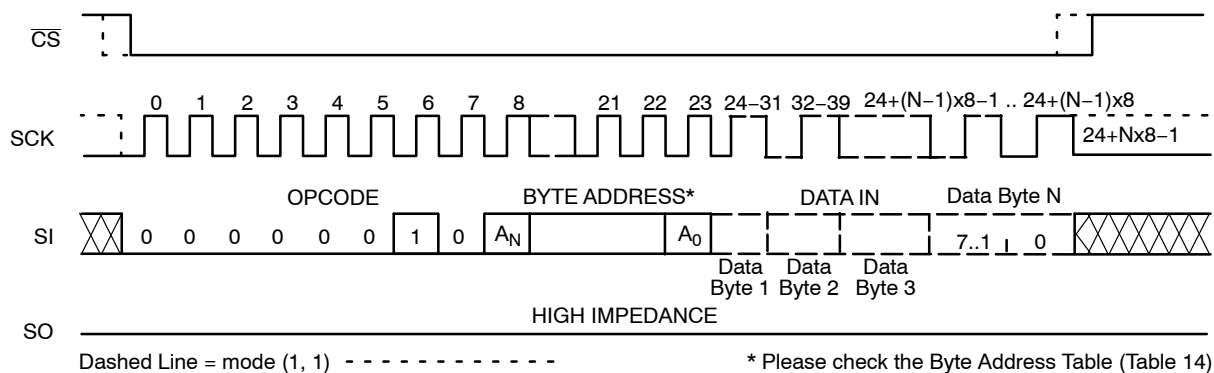 CS
0 1 2 3 4 5 6 7 8 21 22 23 24–31 32–39 24+(N–1)x8–1 .. 24+(N–1)x8
SCK
24+Nx8–1
OPCODE BYTE ADDRESS* DATA IN Data Byte N
SI
0 0 0 0 0 0 1 0 AN A0 7..1 0
Data Byte 1
Data Byte 2
Data Byte 3
HIGH IMPEDANCE
SO
Dashed Line = mode (1, 1) - - - - - - - - - - - - -
* Please check the Byte Address Table (Table 14)